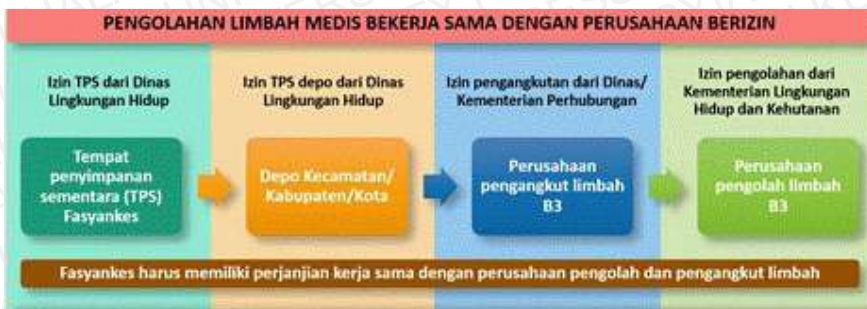 PENGOLAHAN LIMBAH MEDIS BEKERJA SAMA DENGAN PERUSAHAAN BERIZIN
Izin TPS dari Dinas
Lingkungan Hidup
Izin TPS depo dari Dinas
Lingkungan Hidup
Izin pengangkutan dari Dinas/
Kementerian Perhubungan
Izin pengolahan dari
Kementerian Lingkungan
Hidup dan Kehutanan
Tempat
penyimpanan
sementara (TPS)
Fasyankes
Depo Kecamatan/
Kabupaten/Kota
Perusahaan
pengangkut limbah
B3
Perusahaan
pengolah limbah
B3
Fasyankes harus memiliki perjanjian kerja sama dengan perusahaan pengolah dan pengangkut limbah